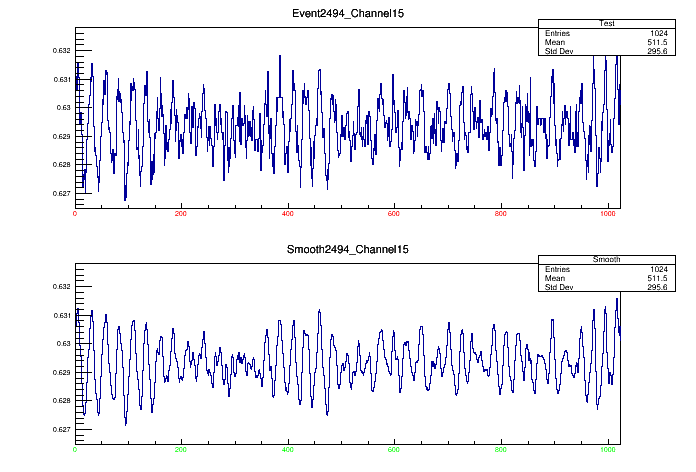 Event2494_Channel15
Test
Entries 1024
Mean 511.5
Std Dev 295.6
0.632
0.631
0.63
0.629
0.628
0.627
0 200 400 600 800 1000
Smooth2494_Channel15
Smooth
Entries 1024
Mean 511.5
Std Dev 295.6
0.632
0.631
0.63
0.629
0.628
0.627
0 200 400 600 800 1000